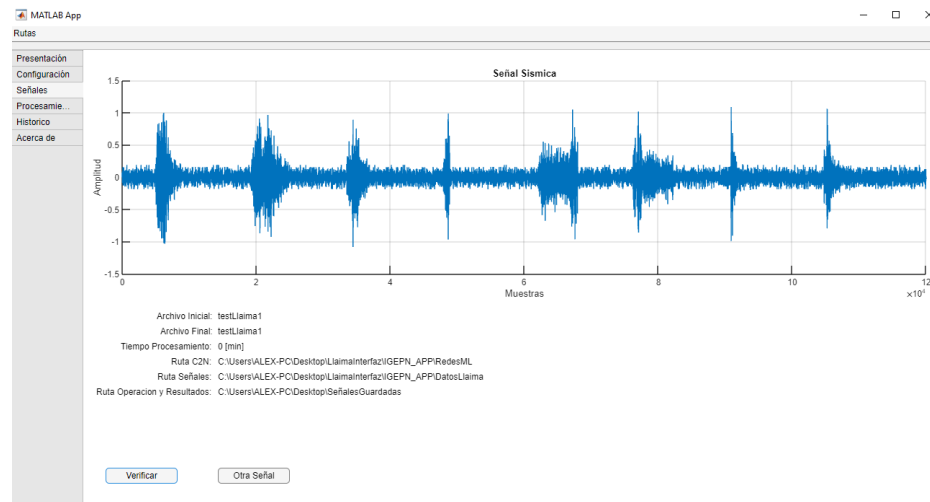 MATLAB App
Rutas
Presentación
Configuración
Señales
Procesamie...
Historico
Acerca de
Señal Sismica
1.5
1
0.5
0
-0.5
-1
-1.5
Amplitud
0 2 4 6 8 10 12
×10⁴
Muestras
Archivo Inicial: testLlaima1
Archivo Final: testLlaima1
Tiempo Procesamiento: 0 [min]
Ruta C2N: C:\Users\ALEX-PC\Desktop\LlaimaInterfaz\IGEPN_APP\RedesML
Ruta Señales: C:\Users\ALEX-PC\Desktop\LlaimaInterfaz\IGEPN_APP\DatosLlaima
Ruta Operacion y Resultados: C:\Users\ALEX-PC\Desktop\SeñalesGuardadas
Verificar Otra Señal